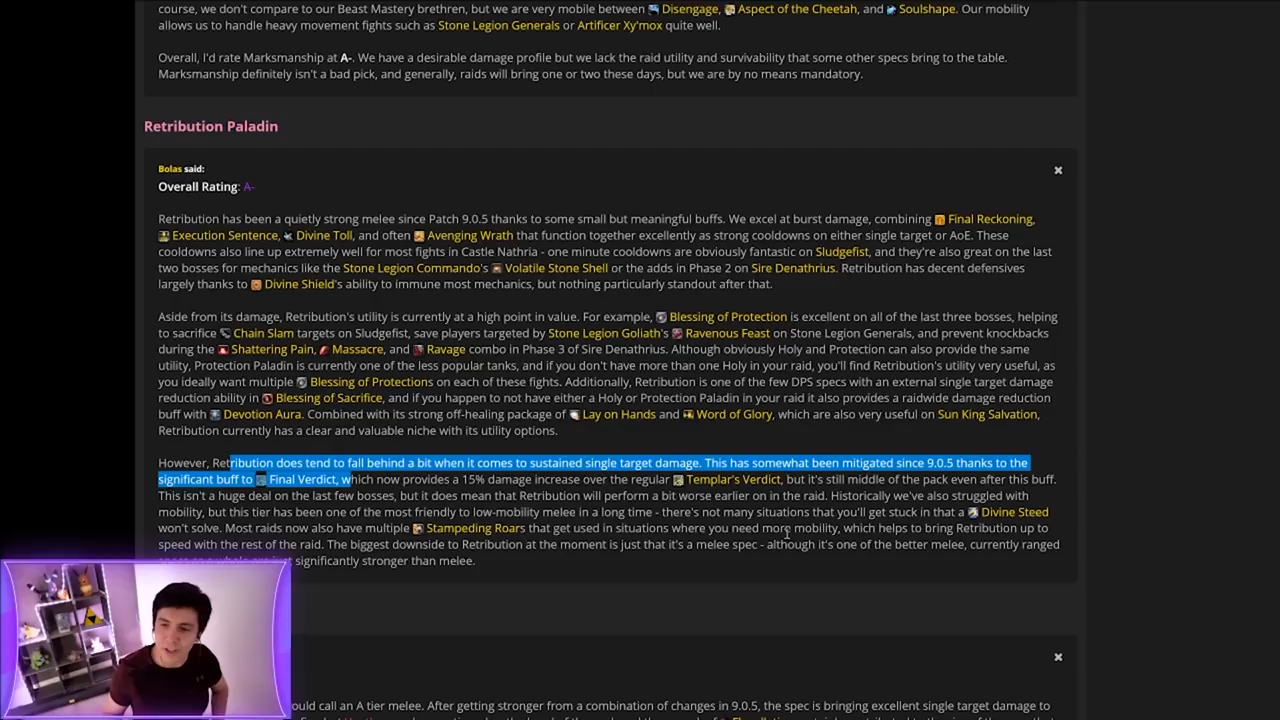 course, we don't compare to our Beast Mastery brethren, but we are very mobile between Disengage, Aspect of the Cheetah, and Soulshape. Our mobility
allows us to handle heavy movement fights such as Stone Legion Generals or Artificer Xy'mox quite well.
Overall, I'd rate Marksmanship at A-. We have a desirable damage profile but we lack the raid utility and survivability that some other specs bring to the table.
Marksmanship definitely isn't a bad pick, and generally, raids will bring one or two these days, but we are by no means mandatory.
Retribution Paladin
Bolas said:
Overall Rating: A-
Retribution has been a quietly strong melee since Patch 9.0.5 thanks to some small but meaningful buffs. We excel at burst damage, combining Final Reckoning,
Execution Sentence, Divine Toll, and often Avenging Wrath that function together excellently as strong cooldowns on either single target or AoE. These
cooldowns also line up extremely well for most fights in Castle Nathria - one minute cooldowns are obviously fantastic on Sludgefist, and they're also great on the last
two bosses for mechanics like the Stone Legion Commando's Volatile Stone Shell or the adds in Phase 2 on Sire Denathrius. Retribution has decent defensives
largely thanks to Divine Shield's ability to immune most mechanics, but nothing particularly standout after that.
Aside from its damage, Retribution's utility is currently at a high point in value. For example, Blessing of Protection is excellent on all of the last three bosses, helping
to sacrifice Chain Slam targets on Sludgefist, save players targeted by Stone Legion Goliath's Ravenous Feast on Stone Legion Generals, and prevent knockbacks
during the Shattering Pain, Massacre, and Ravage combo in Phase 3 of Sire Denathrius. Although obviously Holy and Protection can also provide the same
utility, Protection Paladin is currently one of the less popular tanks, and if you don't have more than one Holy in your raid, you'll find Retribution's utility very useful, as
you ideally want multiple Blessing of Protections on each of these fights. Additionally, Retribution is one of the few DPS specs with an external single target damage
reduction ability in Blessing of Sacrifice, and if you happen to not have either a Holy or Protection Paladin in your raid it also provides a raidwide damage reduction
buff with Devotion Aura. Combined with its strong off-healing package of Lay on Hands and Word of Glory, which are also very useful on Sun King Salvation,
Retribution currently has a clear and valuable niche with its utility options.
However, Retribution does tend to fall behind a bit when it comes to sustained single target damage. This has somewhat been mitigated since 9.0.5 thanks to the
significant buff to Final Verdict, which now provides a 15% damage increase over the regular Templar's Verdict, but it's still middle of the pack even after this buff.
This isn't a huge deal on the last few bosses, but it does mean that Retribution will perform a bit worse earlier on in the raid. Historically we've also struggled with
mobility, but this tier has been one of the most friendly to low-mobility melee in a long time - there's not many situations that you'll get stuck in that a Divine Steed
won't solve. Most raids now also have multiple Stampeding Roars that get used in situations where you need more mobility, which helps to bring Retribution up to
speed with the rest of the raid. The biggest downside to Retribution at the moment is just that it's a melee spec - although it's one of the better melee, currently ranged
significantly stronger than melee.
ould call an A tier melee. After getting stronger from a combination of changes in 9.0.5, the spec is bringing excellent single target damage to